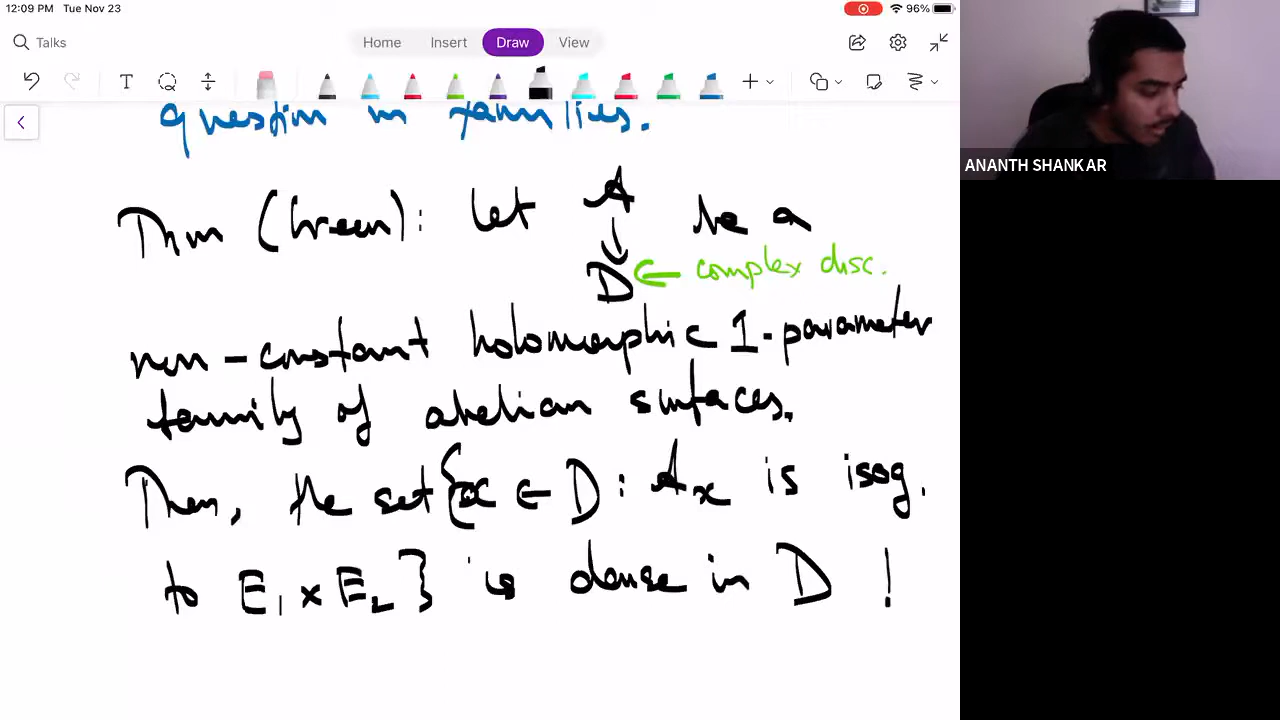 12:09 PM Tue Nov 23
96%
Talks
Home Insert Draw View
question in families.
ANANTH SHANKAR
Thm (Green): Let A be a
↓
D ← complex disc.
non-constant holomorphic 1-parameter
family of abelian surfaces.
Then, the set {x ∈ D : Ax is isog.
to E₁ x E₂} is dense in D !